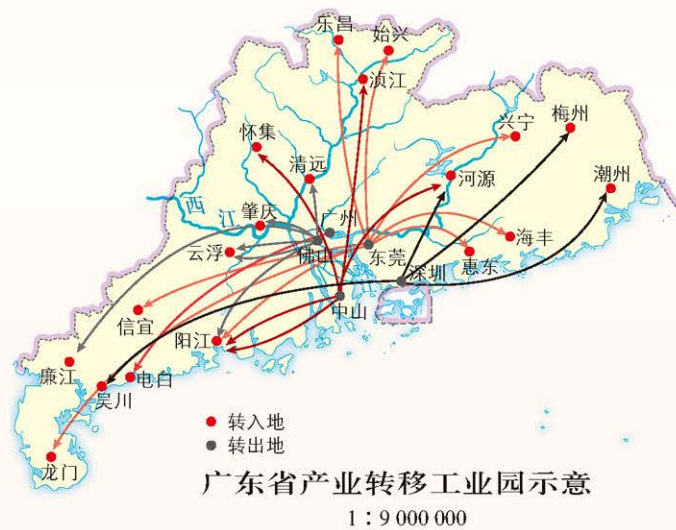 乐昌
始兴
浈江
怀集
兴宁
梅州
清远
河源
潮州
西江
肇庆
广州
云浮
佛山
东莞
海丰
惠东
深圳
信宜
中山
阳江
廉江
电白
吴川
龙门
转入地
转出地
广东省产业转移工业园示意
1:9 000 000